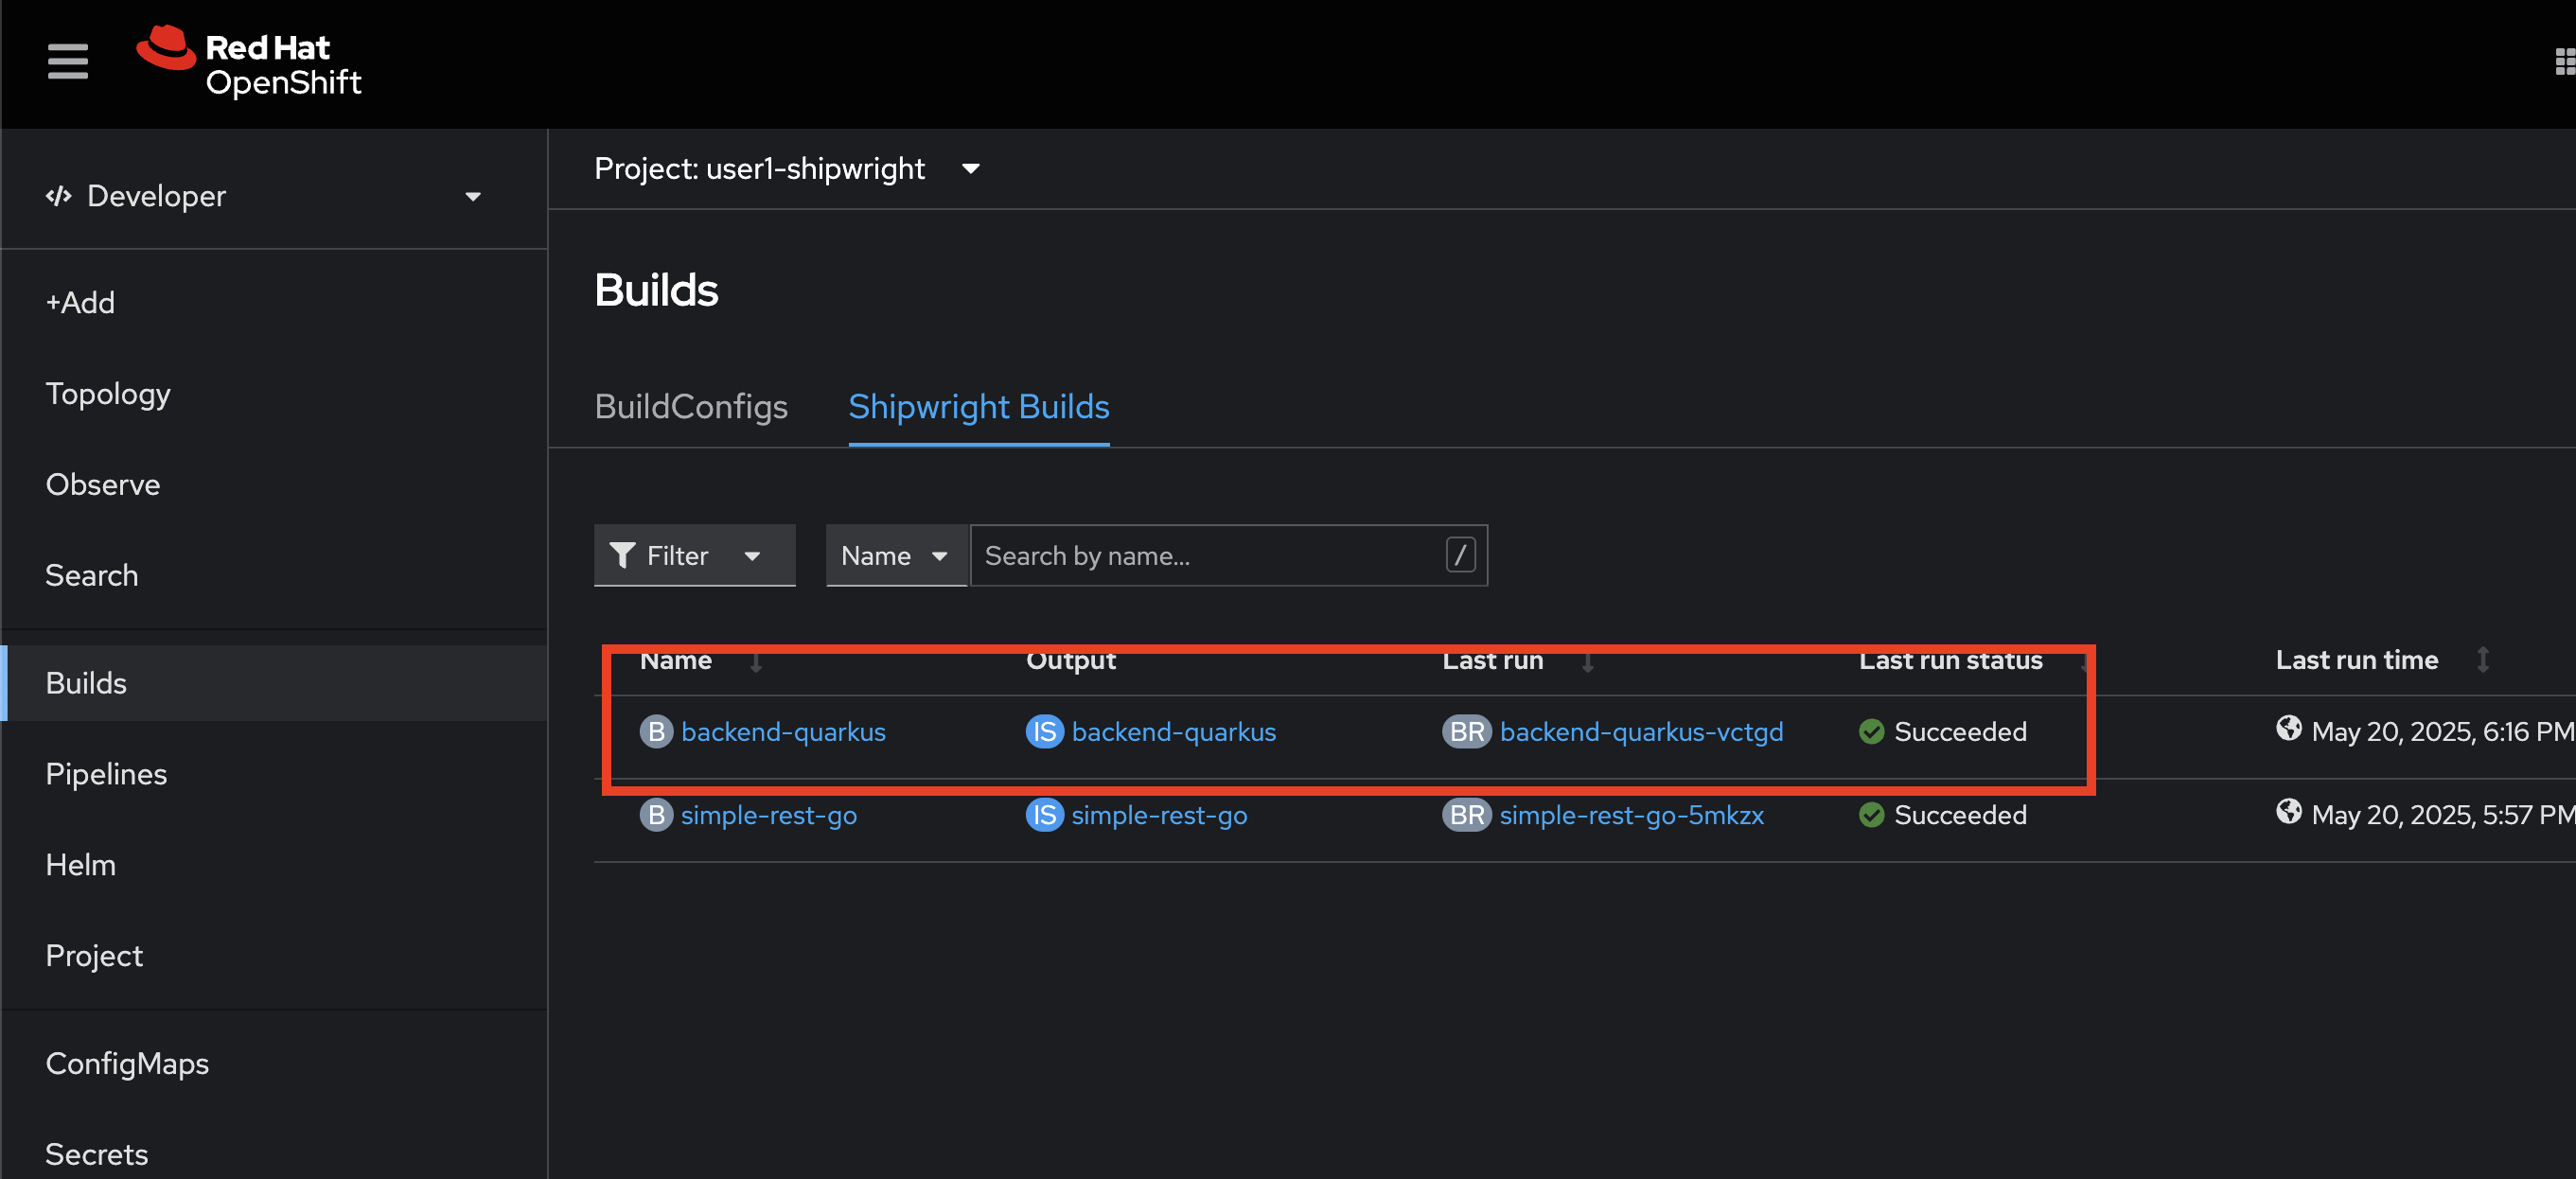 Red Hat
OpenShift
Developer
+Add
Topology
Observe
Search
Builds
Pipelines
Helm
Project
ConfigMaps
Secrets
Project: user1-shipwright
Builds
BuildConfigs Shipwright Builds
Filter Name Search by name... /
Name Output Last run Last run status Last run time
B backend-quarkus IS backend-quarkus BR backend-quarkus-vctgd Succeeded May 20, 2025, 6:16 PM
B simple-rest-go IS simple-rest-go BR simple-rest-go-5mkzx Succeeded May 20, 2025, 5:57 PM